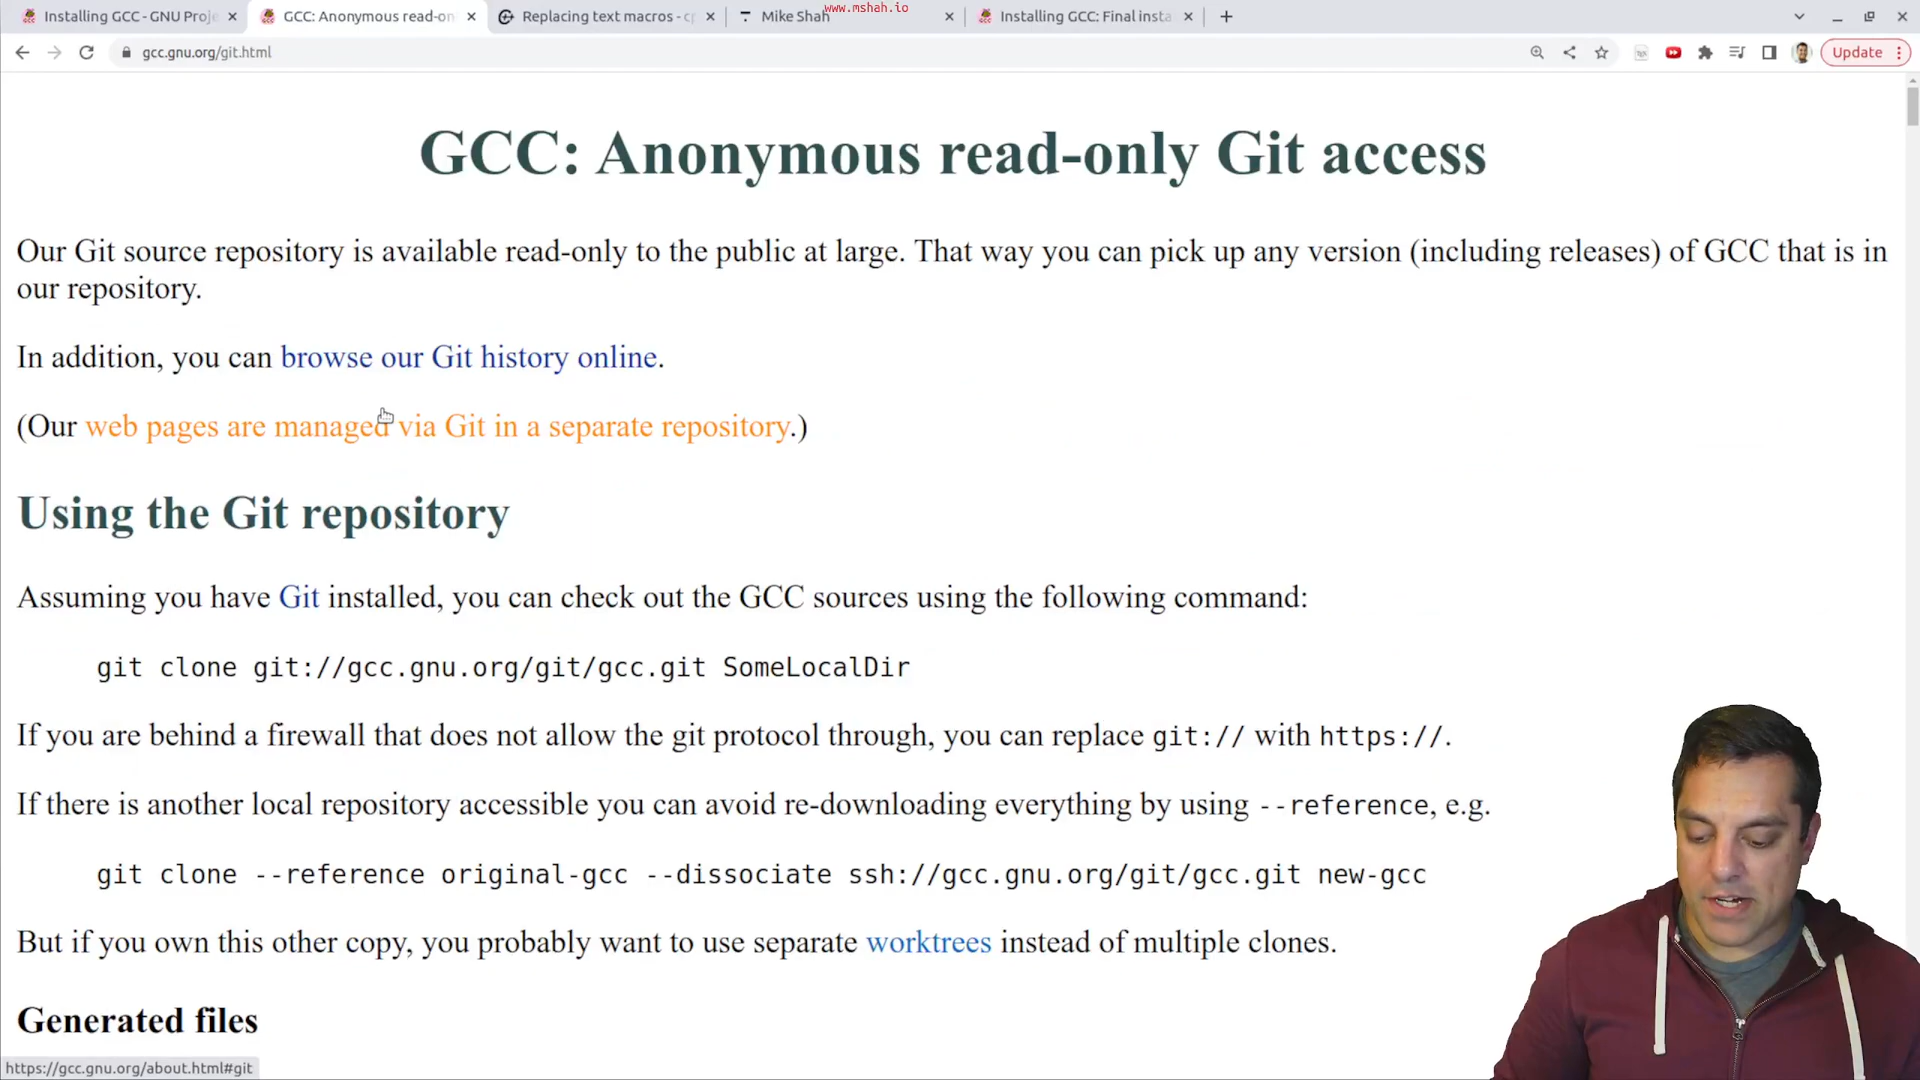 www.mshah.io
Installing GCC - GNU Proje
GCC: Anonymous read-on
Replacing text macros - cp
Mike Shah
Installing GCC: Final insta
gcc.gnu.org/git.html
Update
GCC: Anonymous read-only Git access
Our Git source repository is available read-only to the public at large. That way you can pick up any version (including releases) of GCC that is in
our repository.
In addition, you can browse our Git history online.
(Our web pages are managed via Git in a separate repository.)
Using the Git repository
Assuming you have Git installed, you can check out the GCC sources using the following command:
git clone git://gcc.gnu.org/git/gcc.git SomeLocalDir
If you are behind a firewall that does not allow the git protocol through, you can replace git:// with https://.
If there is another local repository accessible you can avoid re-downloading everything by using --reference, e.g.
git clone --reference original-gcc --dissociate ssh://gcc.gnu.org/git/gcc.git new-gcc
But if you own this other copy, you probably want to use separate worktrees instead of multiple clones.
Generated files
https://gcc.gnu.org/about.html#git